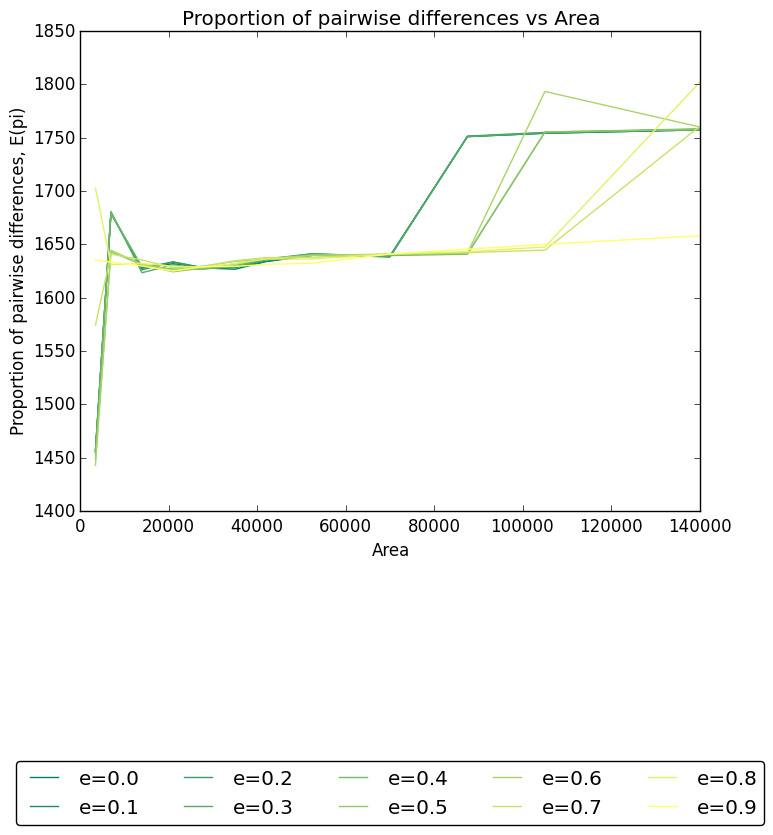 Proportion of pairwise differences vs Area
1850
1800
1750
1700
1650
1600
1550
1500
1450
1400
Proportion of pairwise differences, E(pi)
0 20000 40000 60000 80000 100000 120000 140000
Area
e=0.0 e=0.2 e=0.4 e=0.6 e=0.8
e=0.1 e=0.3 e=0.5 e=0.7 e=0.9